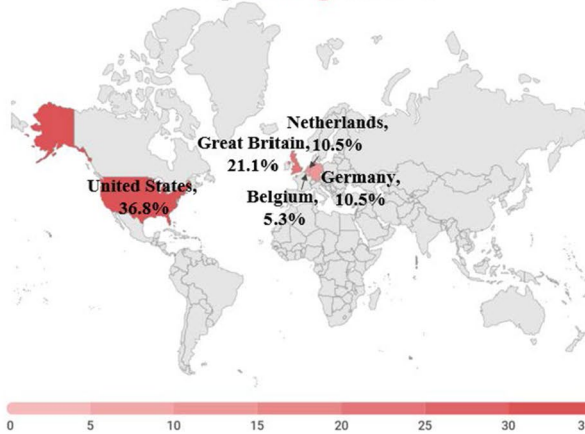 Netherlands,
10.5%
Great Britain,
21.1%
United States,
36.8%
Germany,
10.5%
Belgium,
5.3%
0 5 10 15 20 25 30